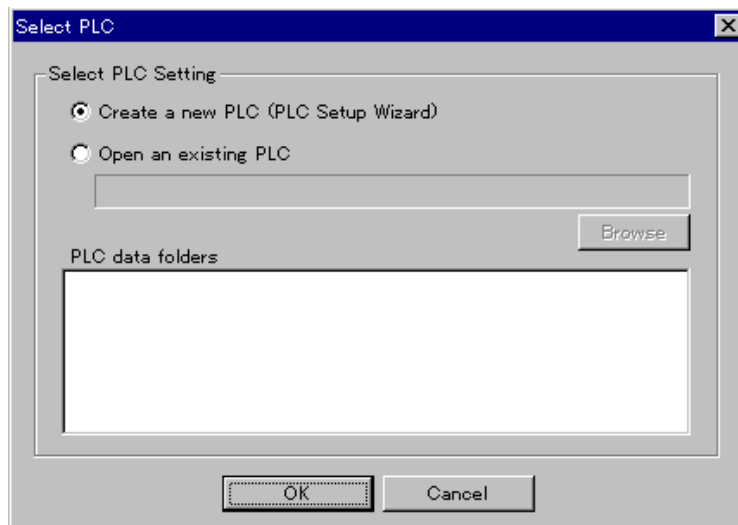 Select PLC
Select PLC Setting
Create a new PLC (PLC Setup Wizard)
Open an existing PLC
Browse
PLC data folders
OK
Cancel